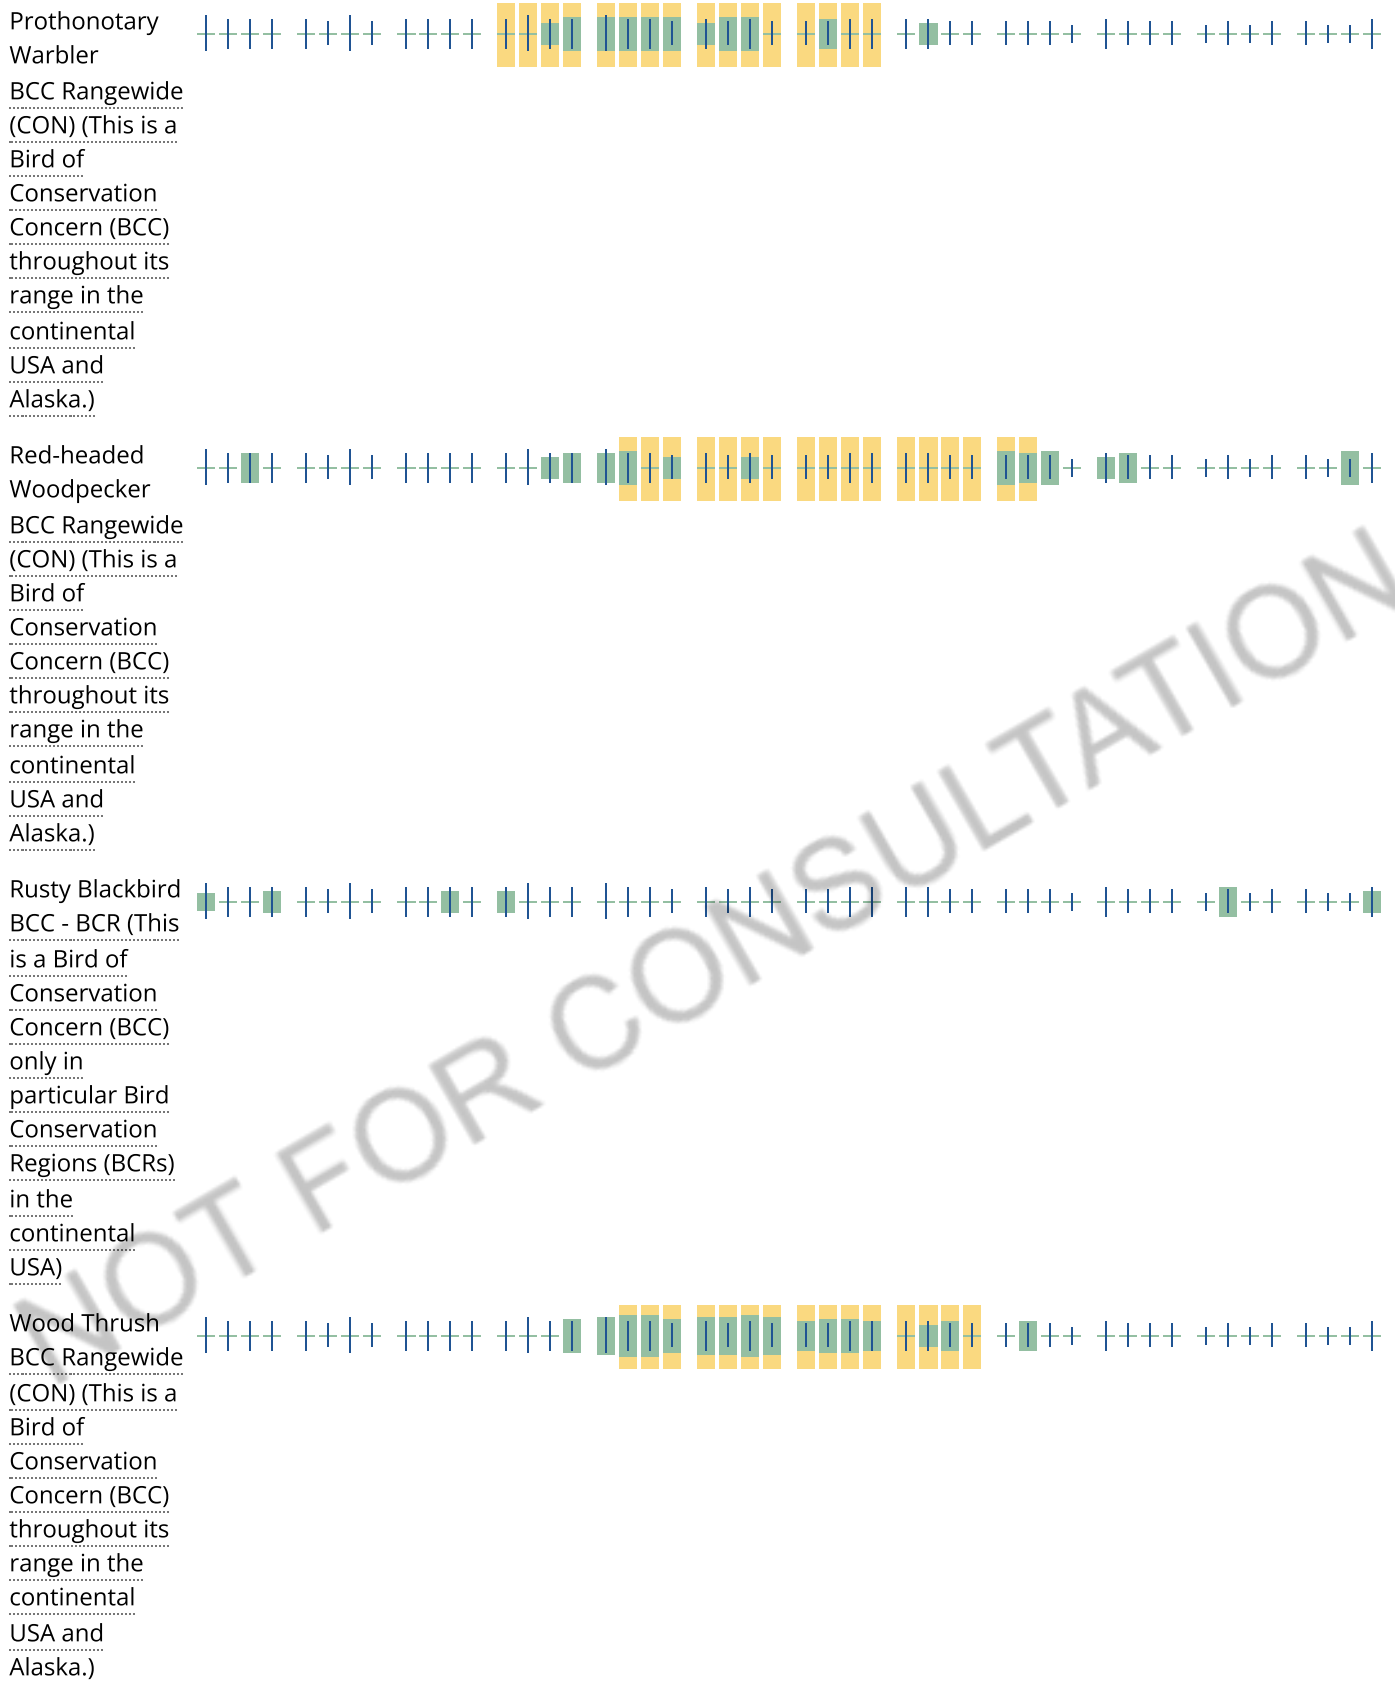 Prothonotary
Warbler
BCC Rangewide
(CON) (This is a
Bird of
Conservation
Concern (BCC)
throughout its
range in the
continental
USA and
Alaska.)
Red-headed
Woodpecker
BCC Rangewide
(CON) (This is a
Bird of
Conservation
Concern (BCC)
throughout its
range in the
continental
USA and
Alaska.)
Rusty Blackbird
BCC - BCR (This
is a Bird of
Conservation
Concern (BCC)
only in
particular Bird
Conservation
Regions (BCRs)
in the
continental
USA)
Wood Thrush
BCC Rangewide
(CON) (This is a
Bird of
Conservation
Concern (BCC)
throughout its
range in the
continental
USA and
Alaska.)
NOT FOR CONSULTATION